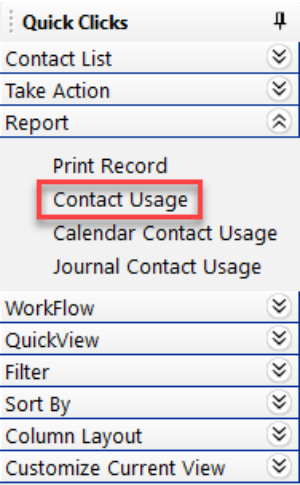 Quick Clicks
Contact List
Take Action
Report
Print Record
Contact Usage
Calendar Contact Usage
Journal Contact Usage
WorkFlow
QuickView
Filter
Sort By
Column Layout
Customize Current View